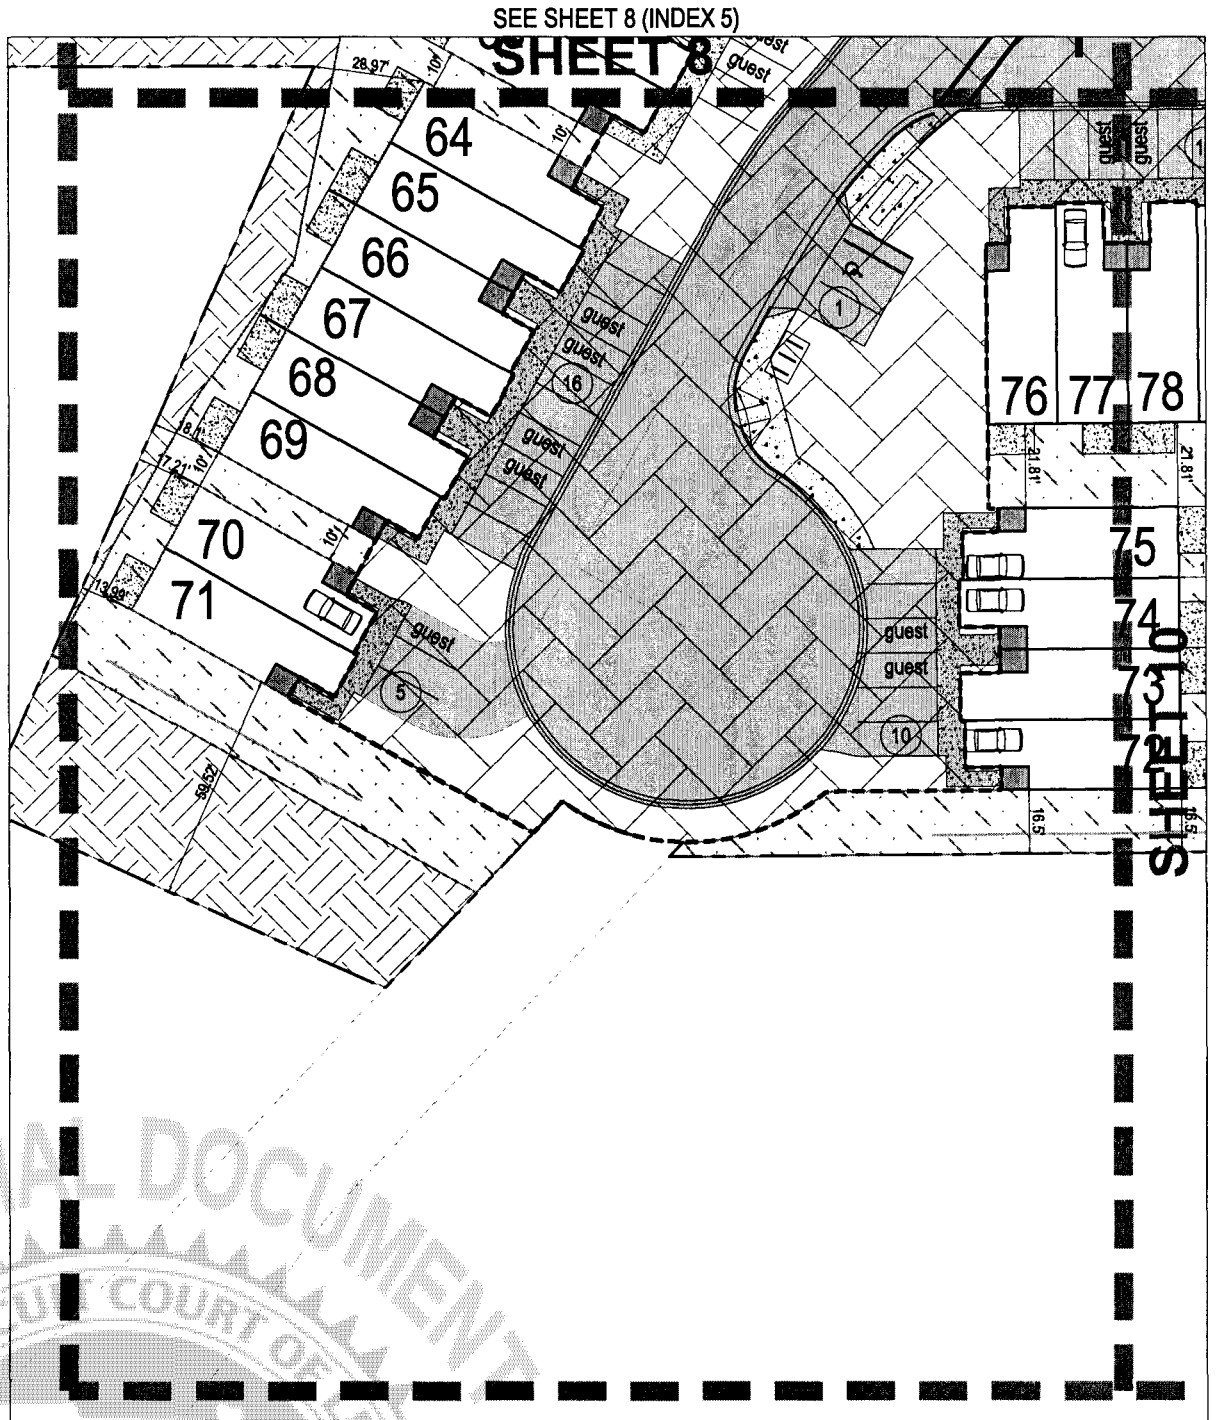 SEE SHEET 8 (INDEX 5)
SHEET 8
guest
guest
28.97'
10'
10'
64
65
66
67
68
69
70
71
guest
guest
16
guest
guest
1
guest
guest
76
77
78
21.81'
21.81'
18.1'
17.21'
10'
10'
13.99'
guest
5
59.52'
75
74
73
72
guest
guest
10
16.5'
16.5'
SHEET 10
AL DOCUMENT
COURT OF